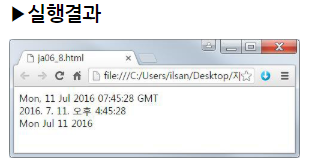 ▶실행결과
ja06_8.html
file:///C:/Users/ilsan/Desktop/자
Mon, 11 Jul 2016 07:45:28 GMT
2016. 7. 11. 오후 4:45:28
Mon Jul 11 2016